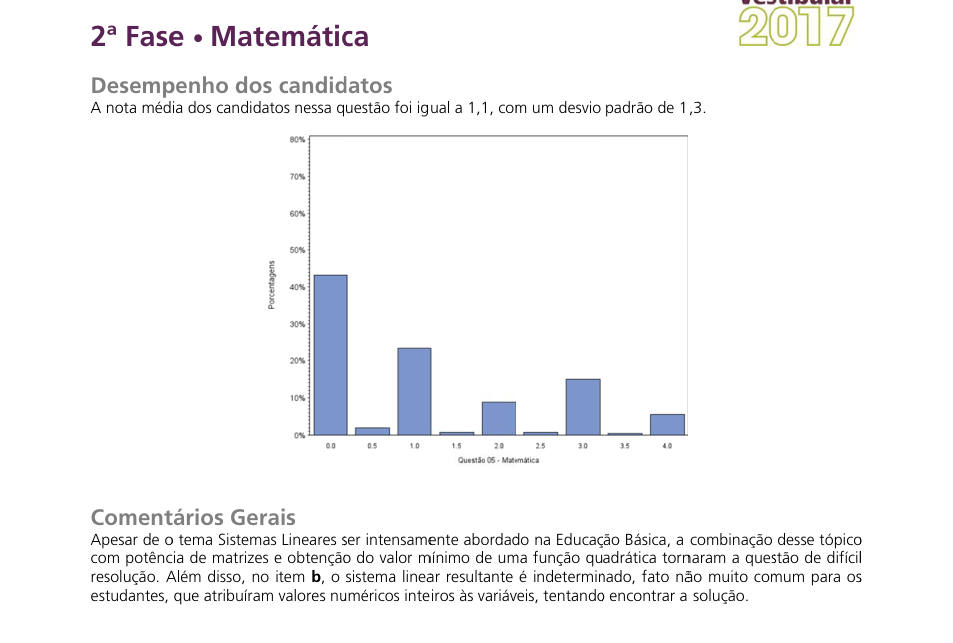 Vestibular
2017
2ª Fase • Matemática
Desempenho dos candidatos
A nota média dos candidatos nessa questão foi igual a 1,1, com um desvio padrão de 1,3.
80%
70%
60%
50%
40%
30%
20%
10%
0%
Porcentagens
0.0 0.5 1.0 1.5 2.0 2.5 3.0 3.5 4.0
Questão 05 - Matemática
Comentários Gerais
Apesar de o tema Sistemas Lineares ser intensamente abordado na Educação Básica, a combinação desse tópico
com potência de matrizes e obtenção do valor mínimo de uma função quadrática tornaram a questão de difícil
resolução. Além disso, no item b, o sistema linear resultante é indeterminado, fato não muito comum para os
estudantes, que atribuíram valores numéricos inteiros às variáveis, tentando encontrar a solução.